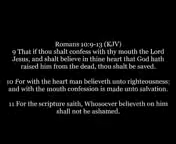 Romans 10:9-13 (KJV)
9 That if thou shalt confess with thy mouth the Lord
Jesus, and shalt believe in thine heart that God hath
raised him from the dead, thou shalt be saved.
10 For with the heart man believeth unto righteousness;
and with the mouth confession is made unto salvation.
11 For the scripture saith, Whosoever believeth on him
shall not be ashamed.